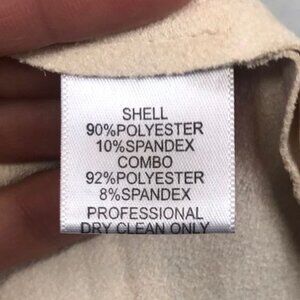 SHELL
90%POLYESTER
10%SPANDEX
COMBO
92%POLYESTER
8%SPANDEX
PROFESSIONAL
DRY CLEAN ONLY